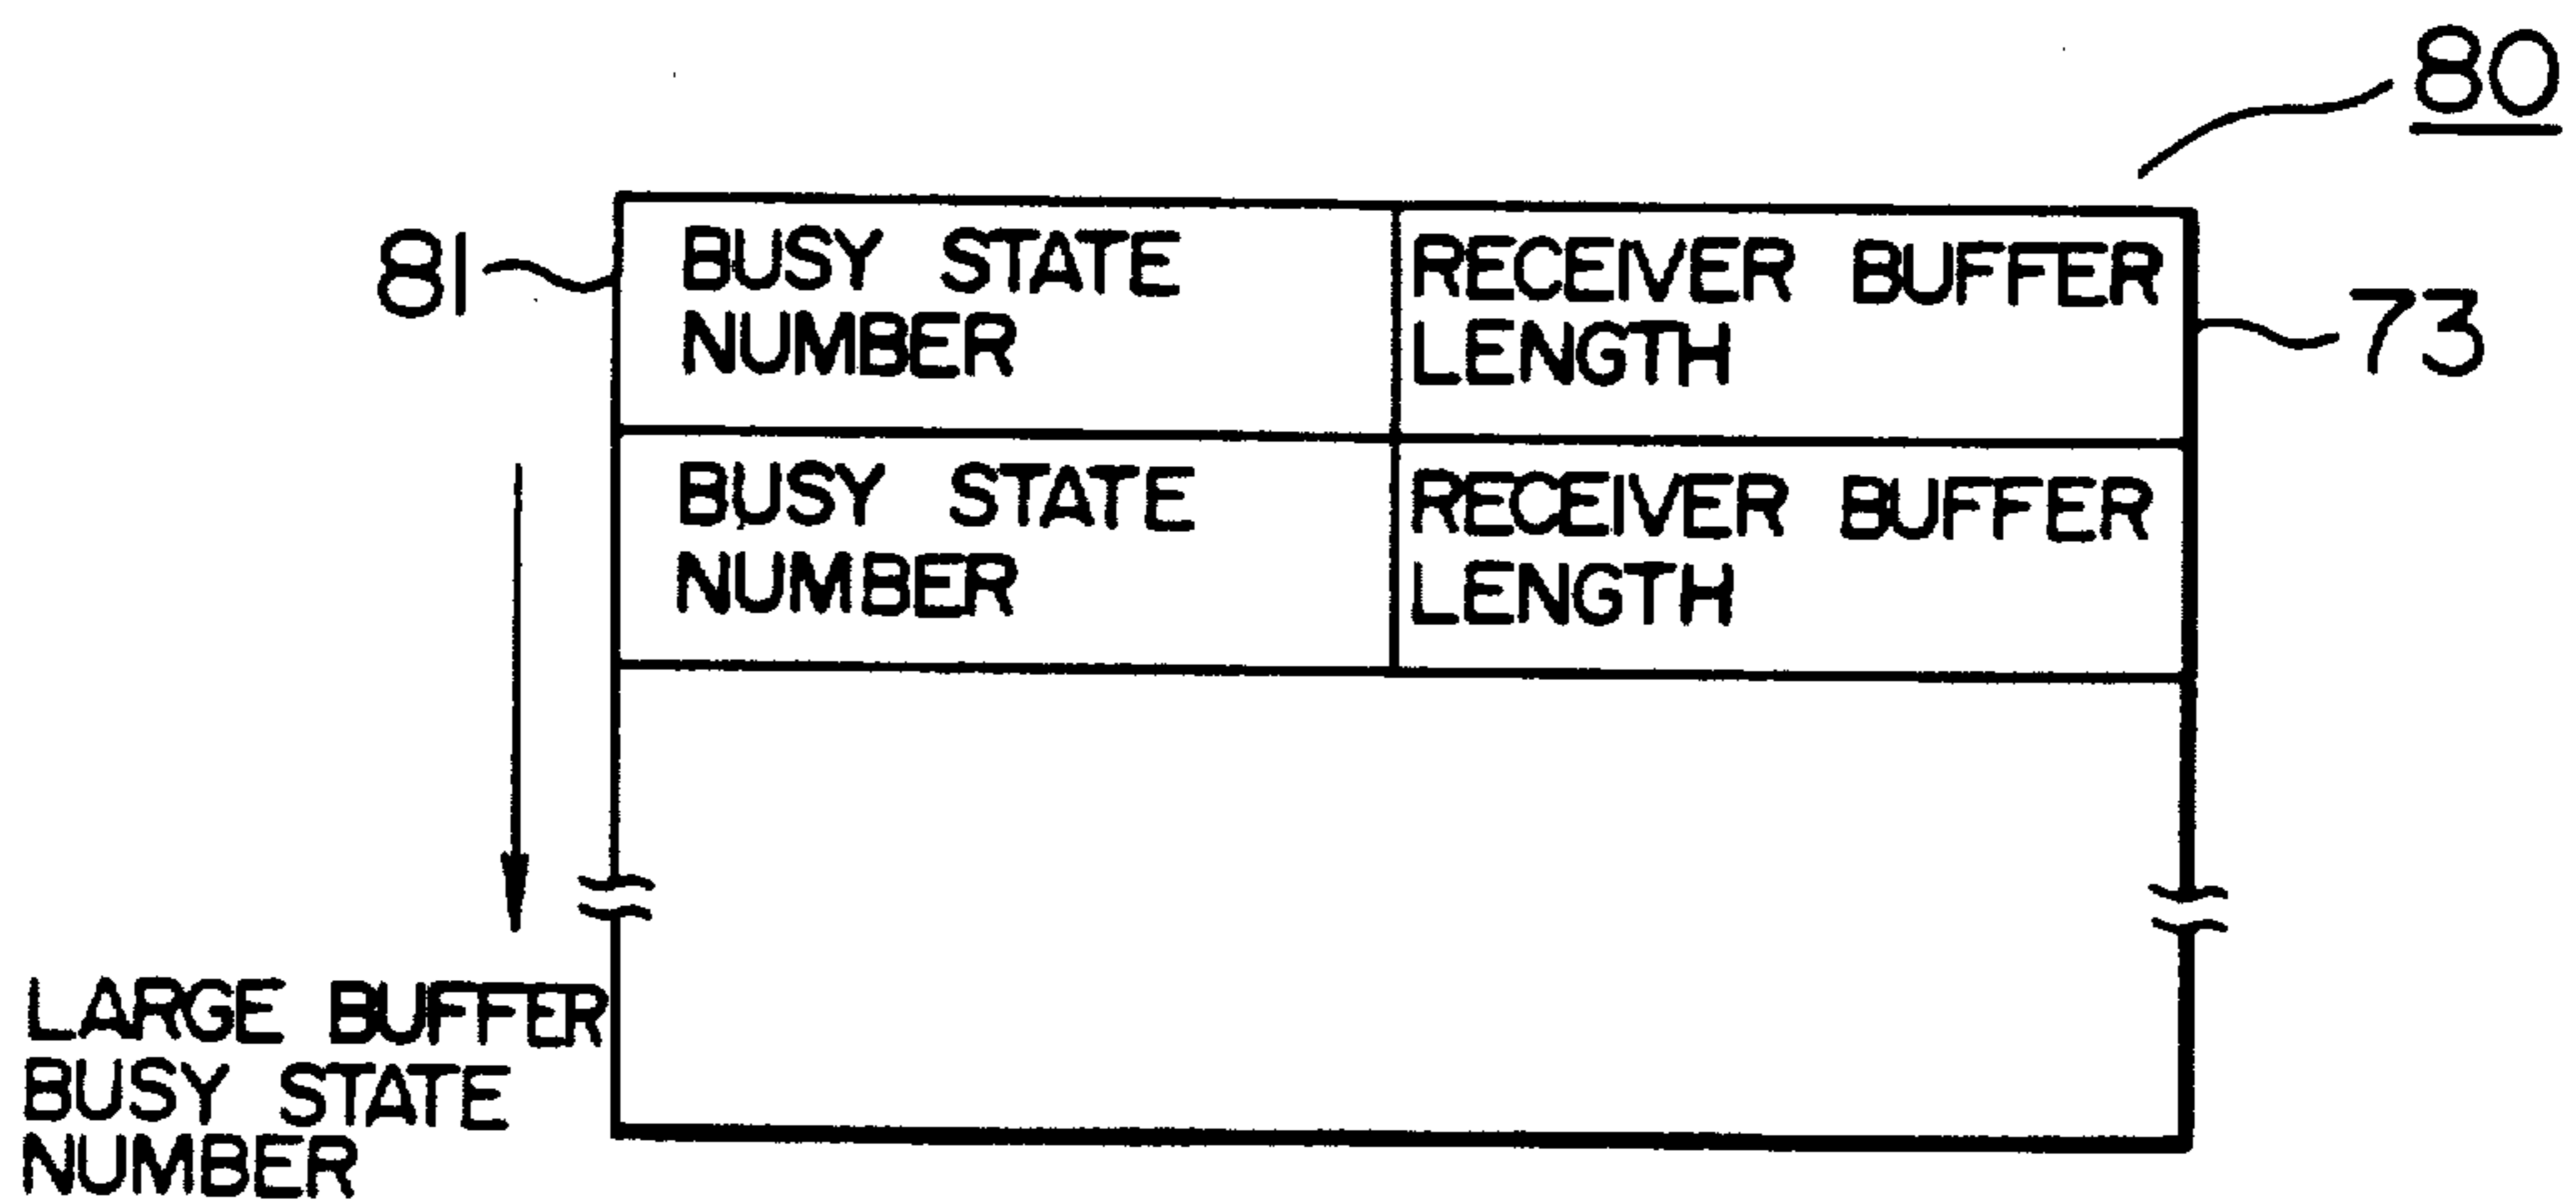 80
81
BUSY STATE
NUMBER
RECEIVER BUFFER
LENGTH
73
BUSY STATE
NUMBER
RECEIVER BUFFER
LENGTH
LARGE BUFFER
BUSY STATE
NUMBER